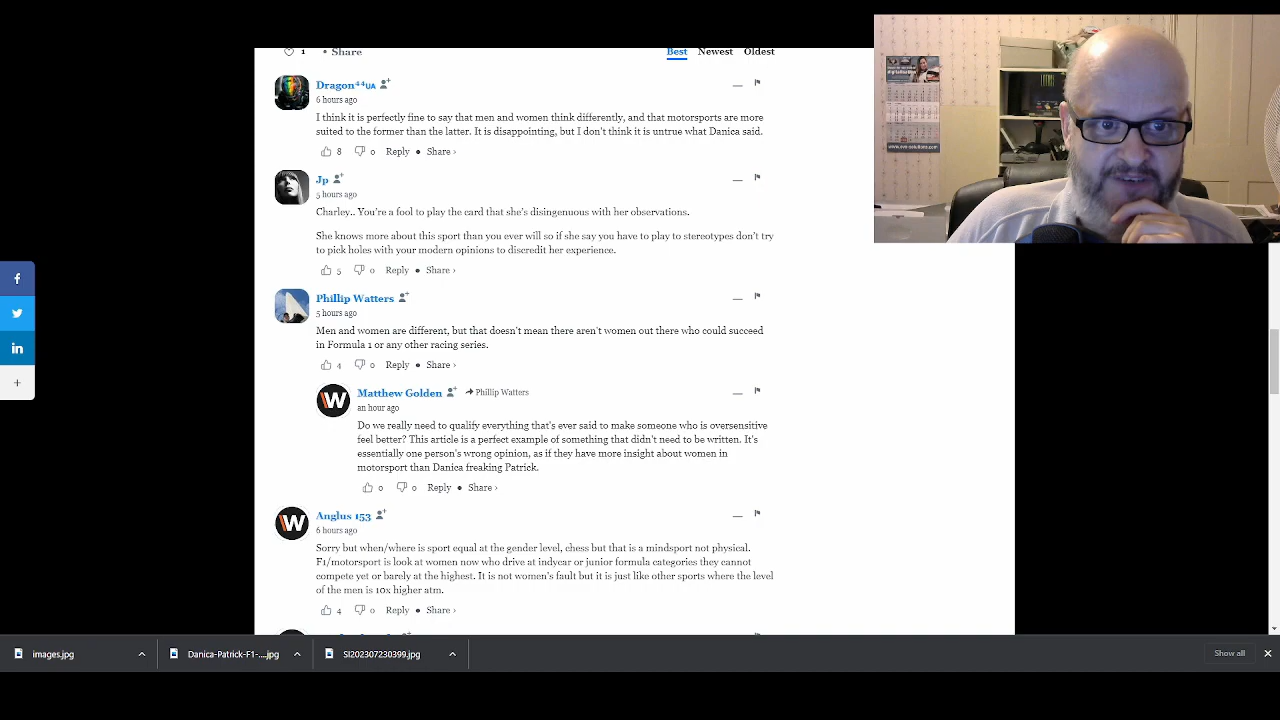 1 • Share Best Newest Oldest
Dragon⁴⁴ᵁᴬ
6 hours ago
I think it is perfectly fine to say that men and women think differently, and that motorsports are more
suited to the former than the latter. It is disappointing, but I don't think it is untrue what Danica said.
8 0 Reply • Share ›
Jp
5 hours ago
Charley.. You're a fool to play the card that she's disingenuous with her observations.
She knows more about this sport than you ever will so if she say you have to play to stereotypes don't try
to pick holes with your modern opinions to discredit her experience.
5 0 Reply • Share ›
Phillip Watters
5 hours ago
Men and women are different, but that doesn't mean there aren't women out there who could succeed
in Formula 1 or any other racing series.
4 0 Reply • Share ›
Matthew Golden Phillip Watters
an hour ago
Do we really need to qualify everything that's ever said to make someone who is oversensitive
feel better? This article is a perfect example of something that didn't need to be written. It's
essentially one person's wrong opinion, as if they have more insight about women in
motorsport than Danica freaking Patrick.
0 0 Reply • Share ›
Anglus 153
6 hours ago
Sorry but when/where is sport equal at the gender level, chess but that is a mindsport not physical.
F1/motorsport is look at women now who drive at indycar or junior formula categories they cannot
compete yet or barely at the highest. It is not women's fault but it is just like other sports where the level
of the men is 10x higher atm.
4 0 Reply • Share ›
images.jpg Danica-Patrick-F1-....jpg SI202307230399.jpg Show all